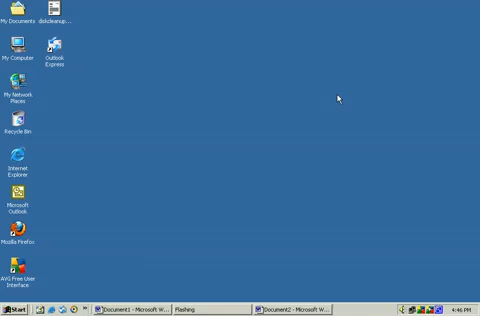 My Documents
diskcleanup...
My Computer
Outlook
Express
My Network
Places
Recycle Bin
Internet
Explorer
Microsoft
Outlook
Mozilla Firefox
AVG Free User
Interface
Start
»
Document1 - Microsoft W...
Flashing
Document2 - Microsoft W...
4:46 PM